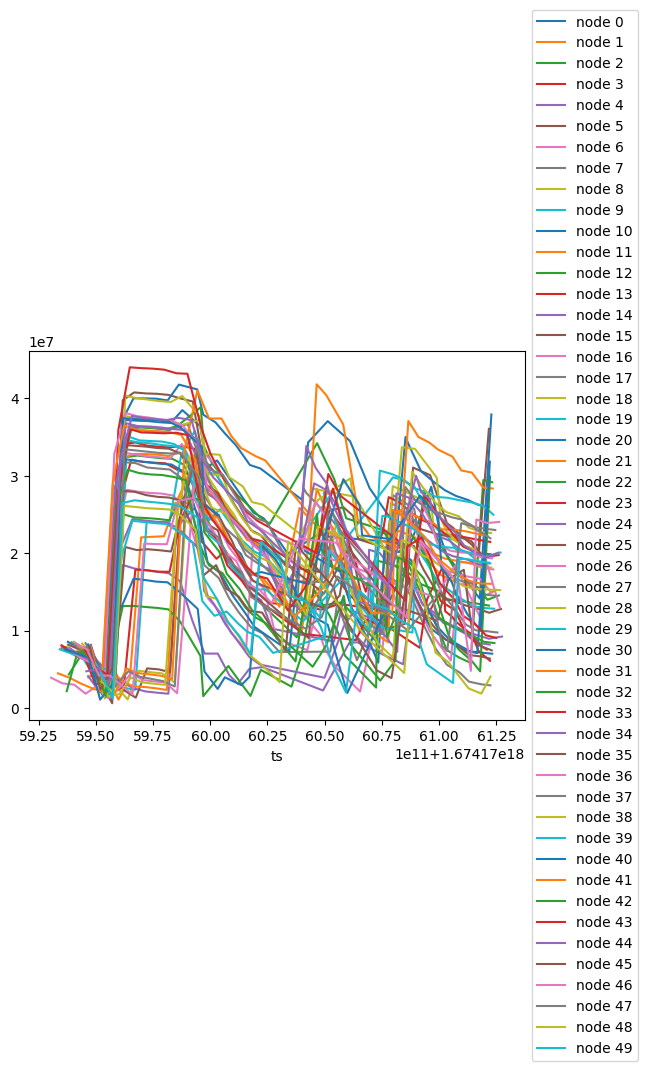 1e7
4
3
2
1
0
59.25 59.50 59.75 60.00 60.25 60.50 60.75 61.00 61.25
1e11+1.67417e18
ts
node 0
node 1
node 2
node 3
node 4
node 5
node 6
node 7
node 8
node 9
node 10
node 11
node 12
node 13
node 14
node 15
node 16
node 17
node 18
node 19
node 20
node 21
node 22
node 23
node 24
node 25
node 26
node 27
node 28
node 29
node 30
node 31
node 32
node 33
node 34
node 35
node 36
node 37
node 38
node 39
node 40
node 41
node 42
node 43
node 44
node 45
node 46
node 47
node 48
node 49